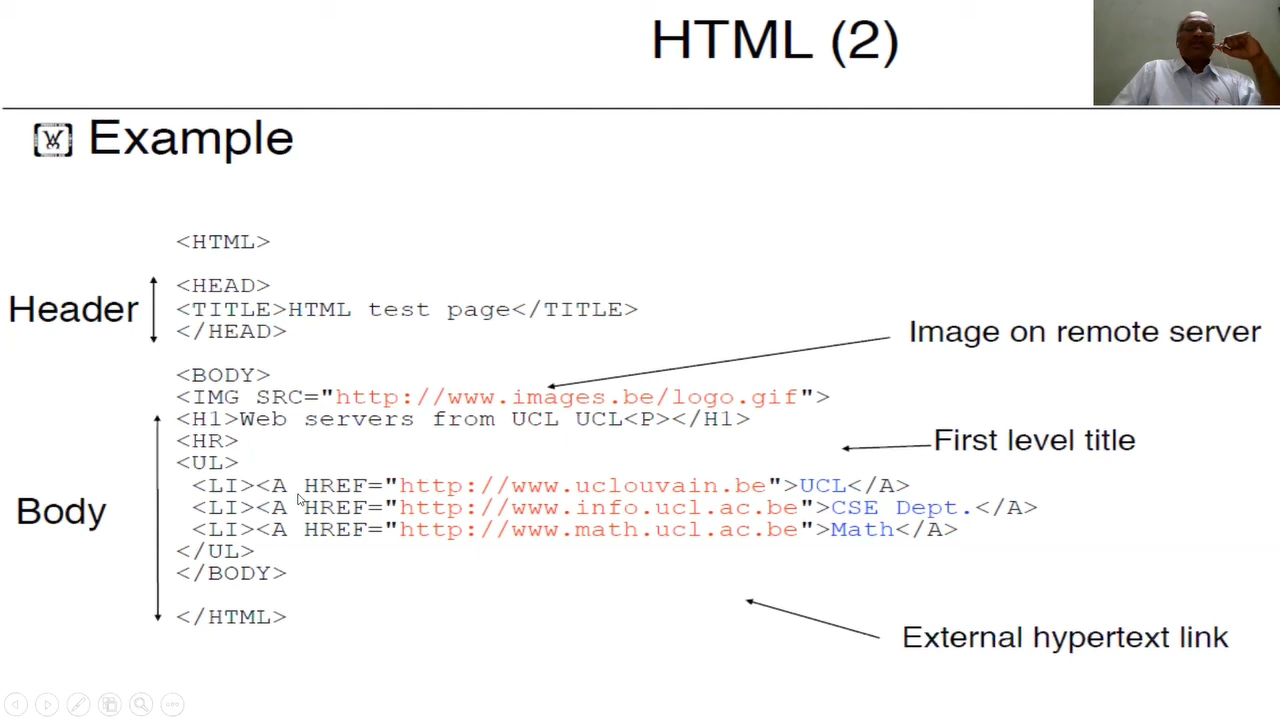 HTML (2)
Example
<HTML>
Header
<HEAD>
<TITLE>HTML test page</TITLE>
</HEAD>
Image on remote server
<BODY>
<IMG SRC="http://www.images.be/logo.gif">
<H1>Web servers from UCL UCL<P></H1>
<HR>
First level title
<UL>
<LI><A HREF="http://www.uclouvain.be">UCL</A>
<LI><A HREF="http://www.info.ucl.ac.be">CSE Dept.</A>
<LI><A HREF="http://www.math.ucl.ac.be">Math</A>
Body
</UL>
</BODY>
</HTML>
External hypertext link